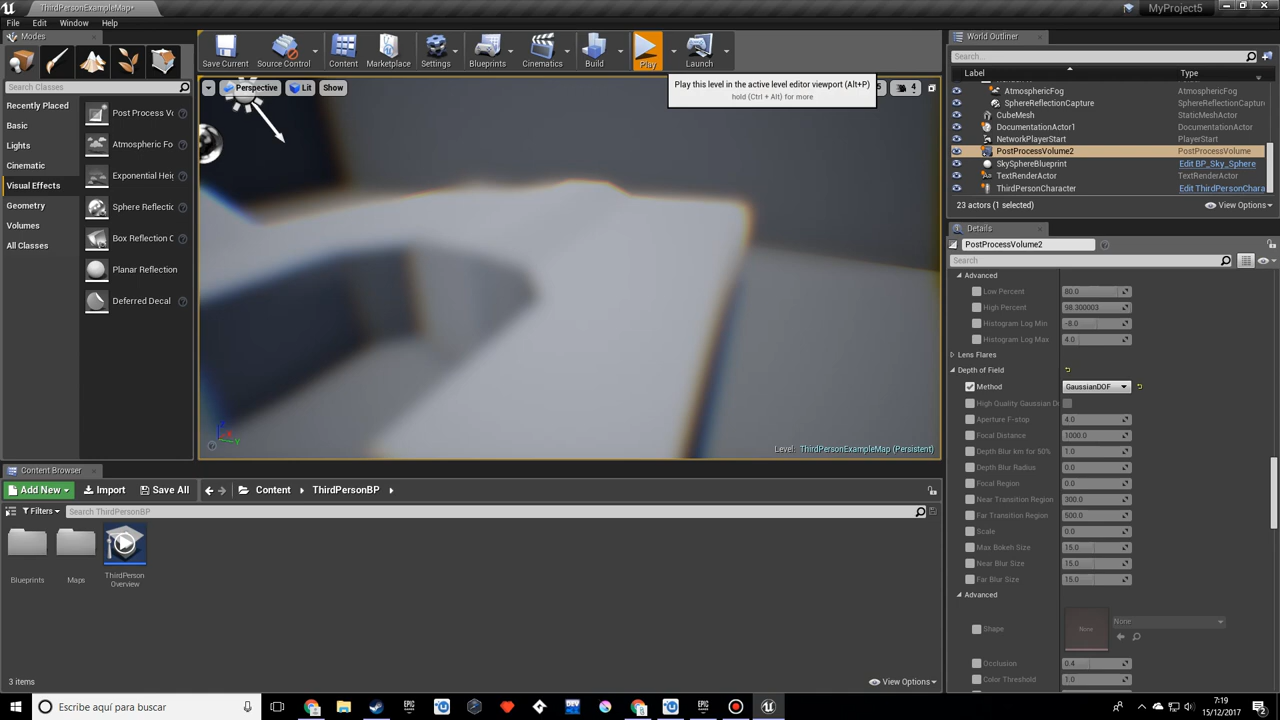 ThirdPersonExampleMap*
MyProject5
File Edit Window Help
Modes
Search Classes
Recently Placed
Basic
Lights
Cinematic
Visual Effects
Geometry
Volumes
All Classes
Post Process Vo
Atmospheric Fo
Exponential Heig
Sphere Reflectio
Box Reflection C
Planar Reflection
Deferred Decal
Save Current
Source Control
Content
Marketplace
Settings
Blueprints
Cinematics
Build
Play
Launch
Play this level in the active level editor viewport (Alt+P)
hold (Ctrl + Alt) for more
Perspective Lit Show
4
Level: ThirdPersonExampleMap (Persistent)
World Outliner
Search...
Label Type
AtmosphericFog AtmosphericFog
SphereReflectionCapture SphereReflectionCaptur
CubeMesh StaticMeshActor
DocumentationActor1 DocumentationActor
NetworkPlayerStart PlayerStart
PostProcessVolume2 PostProcessVolume
SkySphereBlueprint Edit BP_Sky_Sphere
TextRenderActor TextRenderActor
ThirdPersonCharacter Edit ThirdPersonChara
23 actors (1 selected) View Options
Details
PostProcessVolume2
Search
Advanced
Low Percent 80.0
High Percent 98.300003
Histogram Log Min -8.0
Histogram Log Max 4.0
Lens Flares
Depth of Field
Method GaussianDOF
High Quality Gaussian D
Aperture F-stop 4.0
Focal Distance 1000.0
Depth Blur km for 50% 1.0
Depth Blur Radius 0.0
Focal Region 0.0
Near Transition Region 300.0
Far Transition Region 500.0
Scale 0.0
Max Bokeh Size 15.0
Near Blur Size 15.0
Far Blur Size 15.0
Advanced
Shape None None
Occlusion 0.4
Color Threshold 1.0
Content Browser
Add New Import Save All Content ThirdPersonBP
Filters Search ThirdPersonBP
Blueprints
Maps
ThirdPerson
Overview
3 items View Options
Escribe aquí para buscar
7:19
15/12/2017